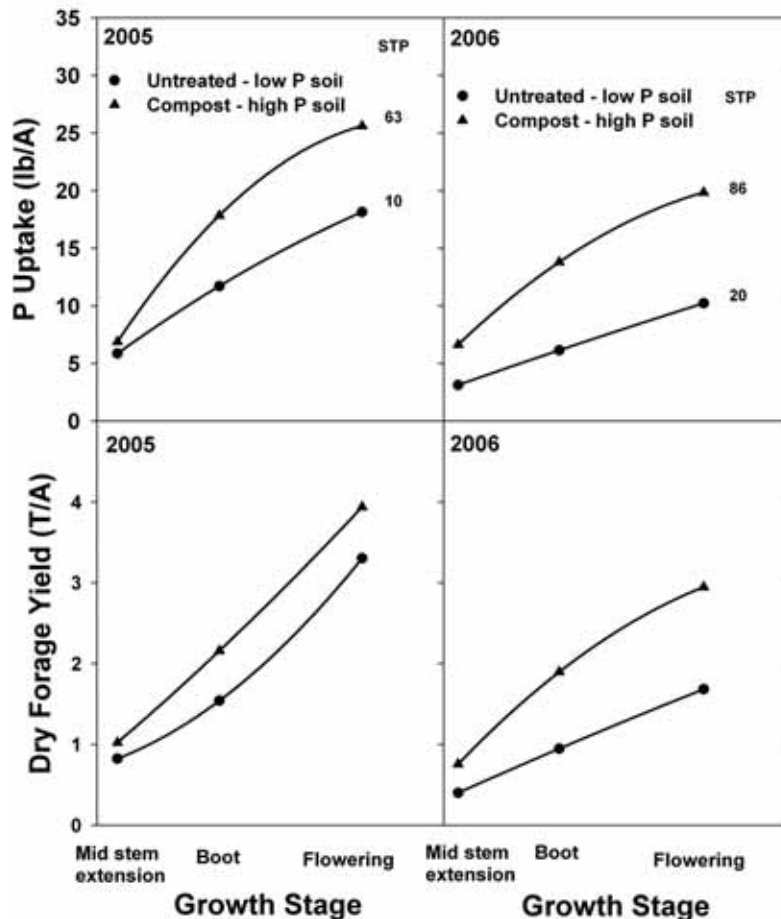 35
30
25
20
15
10
5
0
P Uptake (lb/A)
2005
STP
Untreated - low P soil
Compost - high P soil
63
10
2006
Untreated - low P soil
STP
Compost - high P soil
86
20
4
3
2
1
0
Dry Forage Yield (T/A)
2005
2006
Mid stem
extension
Boot
Flowering
Growth Stage
Mid stem
extension
Boot
Flowering
Growth Stage